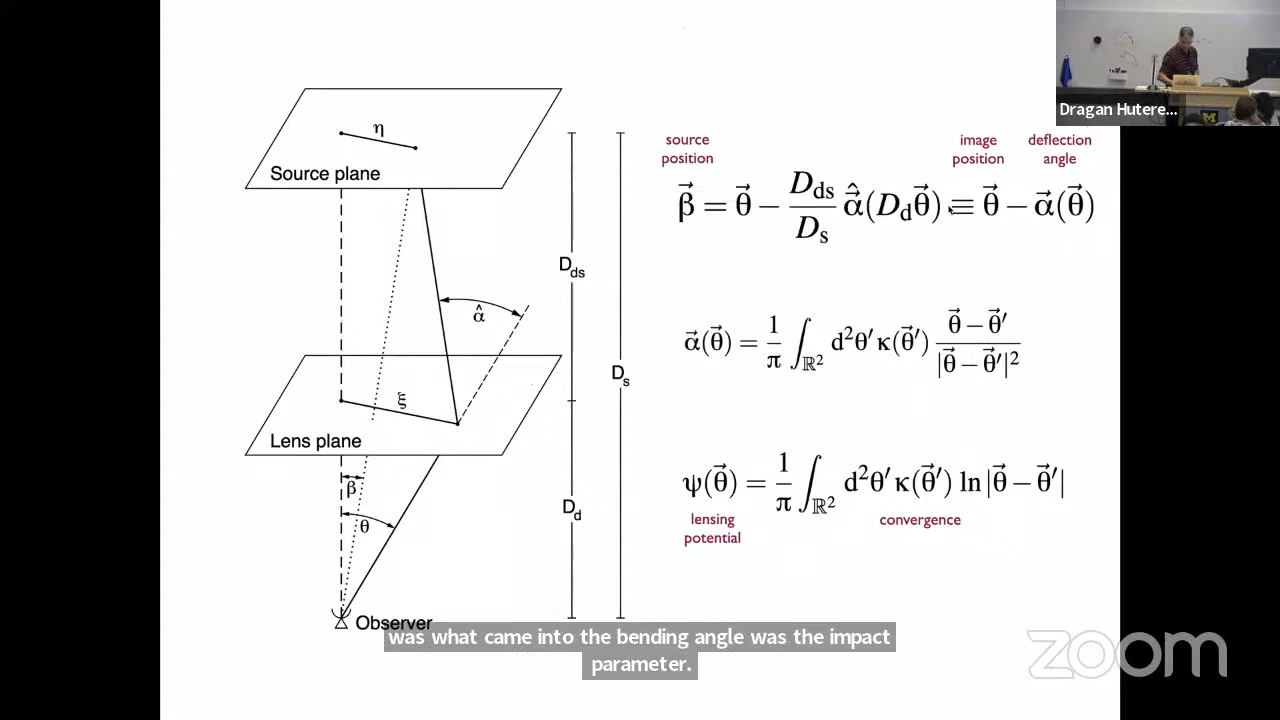 Dragan Hutere...
M
η
Source plane
D_ds
α̂
D_s
ξ
Lens plane
β
θ
D_d
Observer
source position
image position
deflection angle
β⃗ = θ⃗ − D_ds/D_s α̂⃗(D_d θ⃗) ≡ θ⃗ − α⃗(θ⃗)
α⃗(θ⃗) = 1/π ∫_ℝ² d²θ′ κ(θ⃗′) (θ⃗ − θ⃗′)/|θ⃗ − θ⃗′|²
ψ(θ⃗) = 1/π ∫_ℝ² d²θ′ κ(θ⃗′) ln |θ⃗ − θ⃗′|
lensing potential
convergence
was what came into the bending angle was the impact
parameter.
zoom